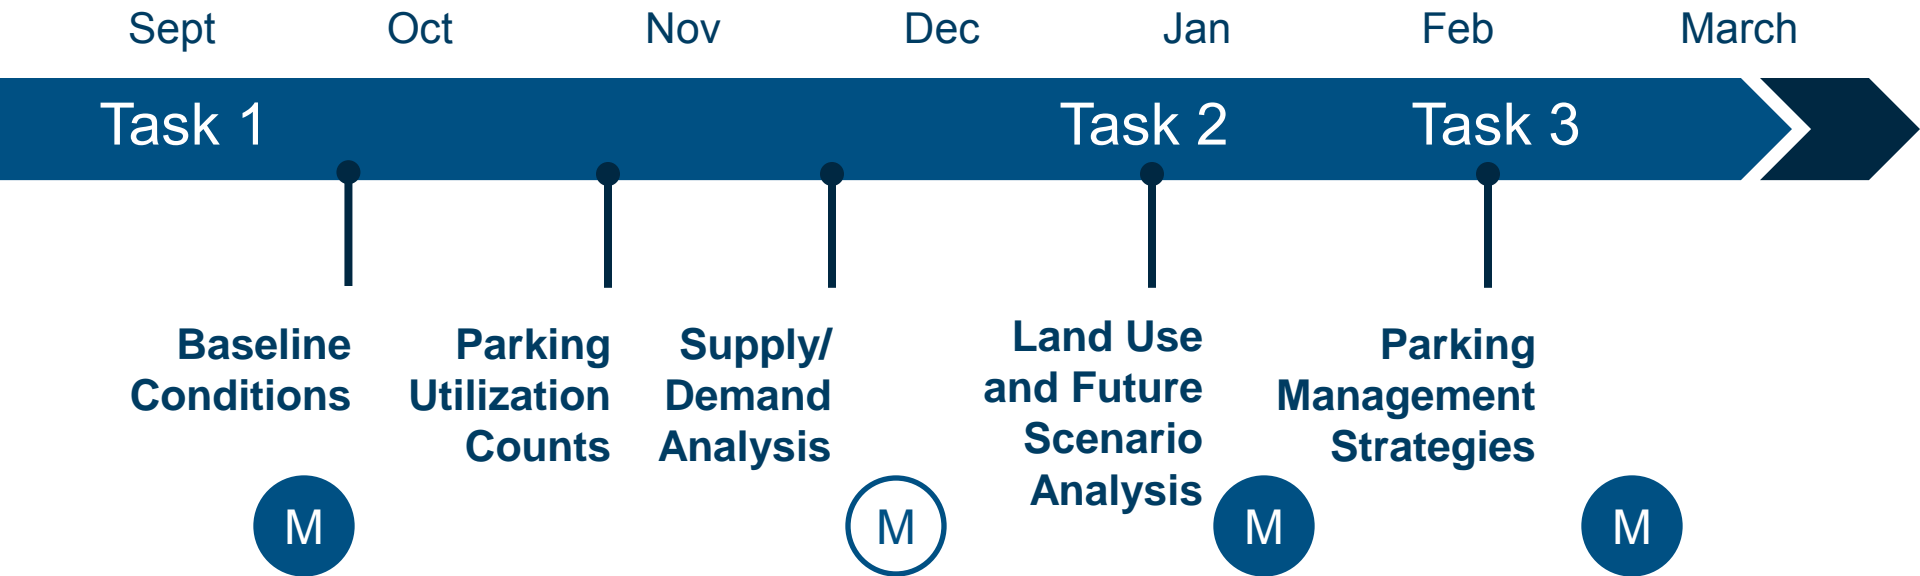 Sept Oct Nov Dec Jan Feb March
Task 1 Task 2 Task 3
Baseline
Conditions
Parking
Utilization
Counts
Supply/
Demand
Analysis
Land Use
and Future
Scenario
Analysis
Parking
Management
Strategies
M M M M